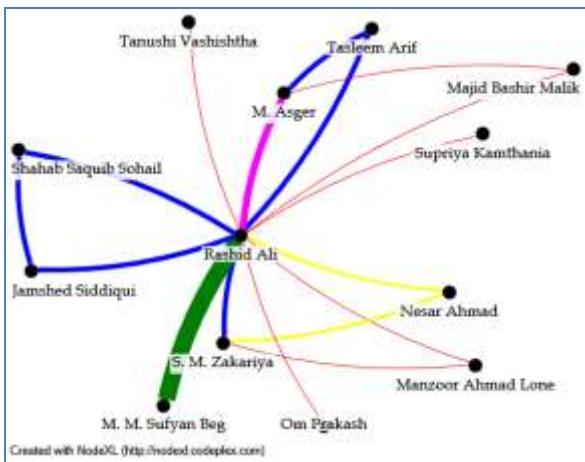 Tanushi Vashishtha
Tasleem Arif
Majid Bashir Malik
M. Asger
Supriya Kamthania
Shahab Saquib Sohail
Rashid Ali
Jamshed Siddiqui
Nesar Ahmad
S. M. Zakariya
Manzoor Ahmad Lone
M. M. Sufyan Beg
Om Prakash
Created with NodeXL (http://nodexl.codeplex.com)